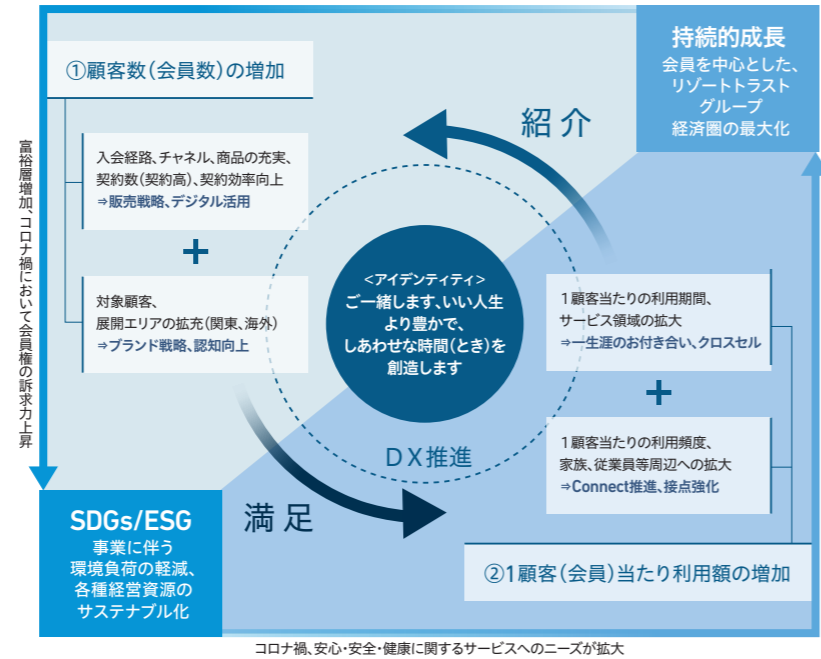 ①顧客数(会員数)の増加
入会経路、チャネル、商品の充実、
契約数(契約高)、契約効率向上
⇒販売戦略、デジタル活用
+
対象顧客、
展開エリアの拡充(関東、海外)
⇒ブランド戦略、認知向上
富裕層増加、コロナ禍において会員権の訴求力上昇
紹介
持続的成長
会員を中心とした、
リゾートトラスト
グループ
経済圏の最大化
<アイデンティティ>
ご一緒します、いい人生
より豊かで、
しあわせな時間(とき)を
創造します
DX推進
1顧客当たりの利用期間、
サービス領域の拡大
⇒一生涯のお付き合い、クロスセル
+
1顧客当たりの利用頻度、
家族、従業員等周辺への拡大
⇒Connect推進、接点強化
②1顧客(会員)当たり利用額の増加
満足
SDGs/ESG
事業に伴う
環境負荷の軽減、
各種経営資源の
サステナブル化
コロナ禍、安心・安全・健康に関するサービスへのニーズが拡大